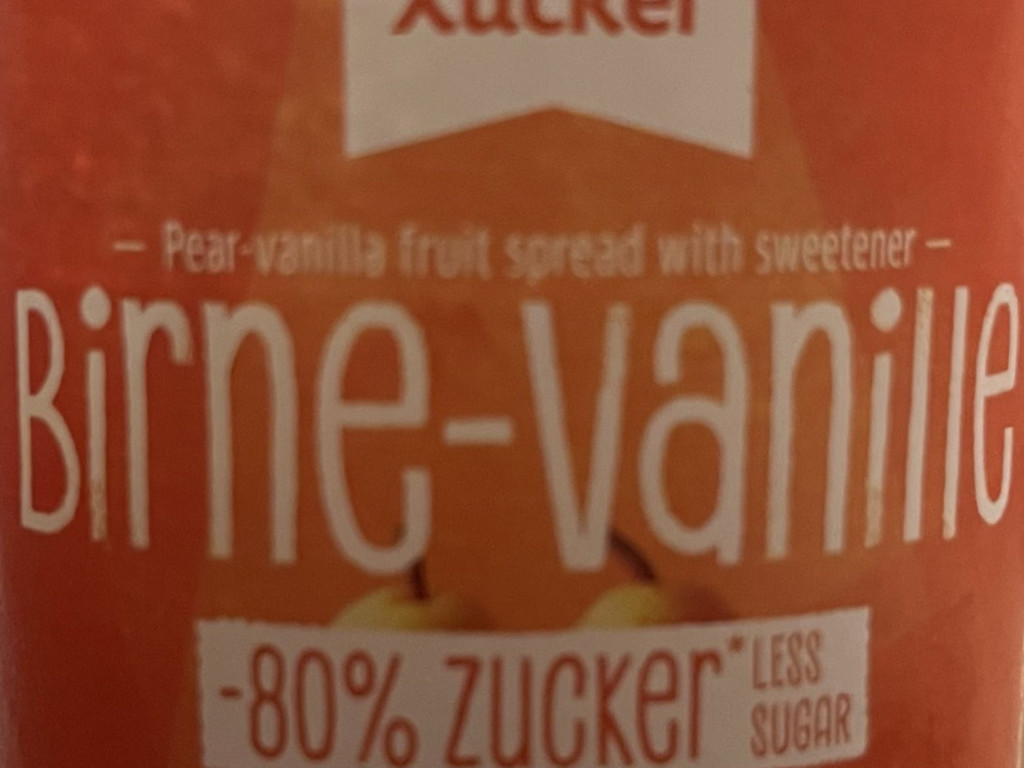 Xucker
— Pear-vanilla fruit spread with sweetener —
Birne-Vanille
-80% Zucker* LESS
SUGAR